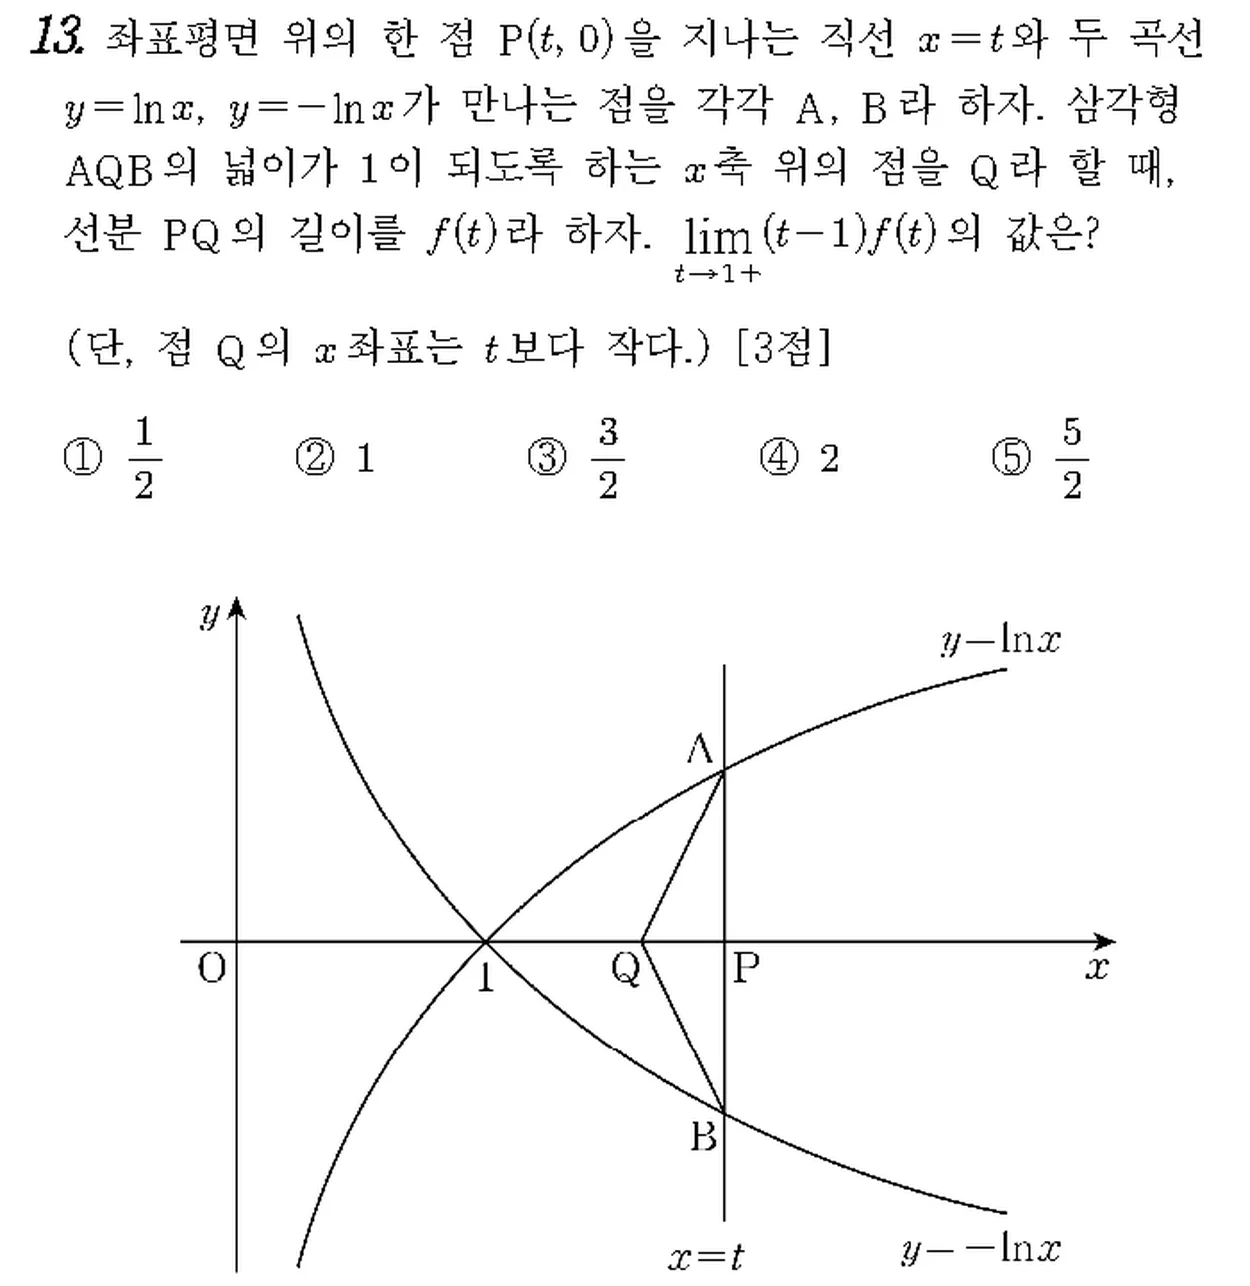 13. 좌표평면 위의 한 점 P(t, 0)을 지나는 직선 x=t와 두 곡선
y=ln x, y=-ln x가 만나는 점을 각각 A, B라 하자. 삼각형
AQB의 넓이가 1이 되도록 하는 x축 위의 점을 Q라 할 때,
선분 PQ의 길이를 f(t)라 하자. lim_{t→1+} (t-1)f(t)의 값은?
(단, 점 Q의 x좌표는 t보다 작다.) [3점]
① 1/2 ② 1 ③ 3/2 ④ 2 ⑤ 5/2
y
y=lnx
A
O 1 Q P x
B
x=t y=-lnx